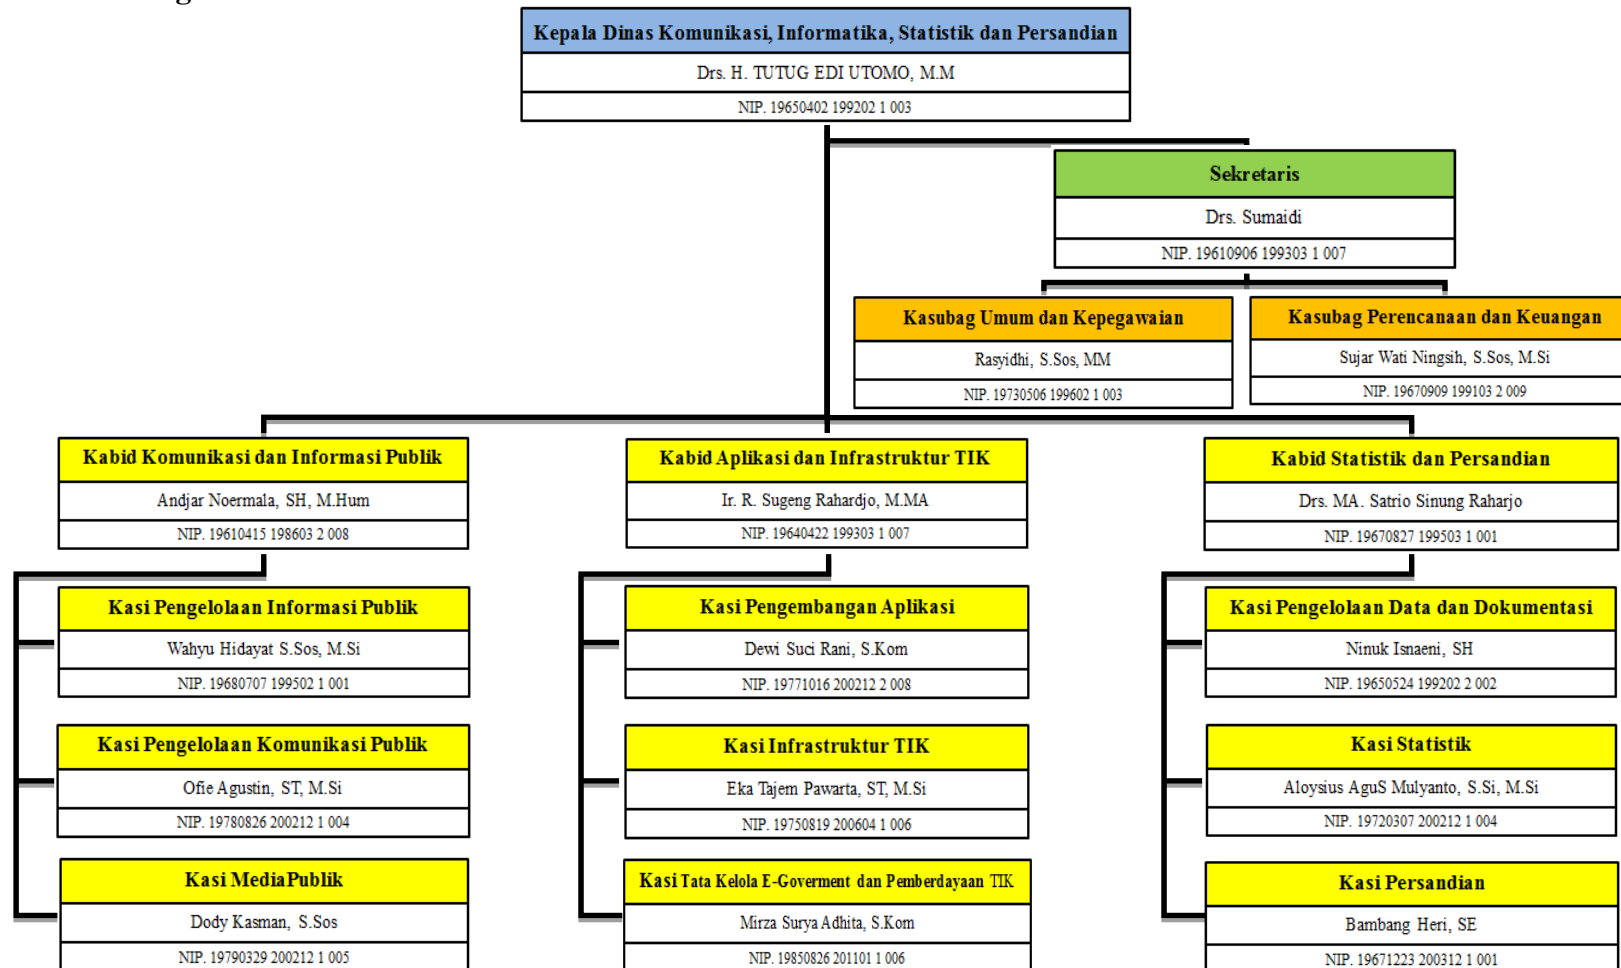 Kepala Dinas Komunikasi, Informatika, Statistik dan Persandian
Drs. H. TUTUG EDI UTOMO, M.M
NIP. 19650402 199202 1 003
Sekretaris
Drs. Sumaidi
NIP. 19610906 199303 1 007
Kasubag Umum dan Kepegawaian
Rasyidhi, S.Sos, MM
NIP. 19730506 199602 1 003
Kasubag Perencanaan dan Keuangan
Sujar Wati Ningsih, S.Sos, M.Si
NIP. 19670909 199103 2 009
Kabid Komunikasi dan Informasi Publik
Andjar Noermala, SH, M.Hum
NIP. 19610415 198603 2 008
Kabid Aplikasi dan Infrastruktur TIK
Ir. R. Sugeng Rahardjo, M.MA
NIP. 19640422 199303 1 007
Kabid Statistik dan Persandian
Drs. MA. Satrio Sinung Raharjo
NIP. 19670827 199503 1 001
Kasi Pengelolaan Informasi Publik
Wahyu Hidayat S.Sos, M.Si
NIP. 19680707 199502 1 001
Kasi Pengelolaan Komunikasi Publik
Ofie Agustin, ST, M.Si
NIP. 19780826 200212 1 004
Kasi MediaPublik
Dody Kasman, S.Sos
NIP. 19790329 200212 1 005
Kasi Pengembangan Aplikasi
Dewi Suci Rani, S.Kom
NIP. 19771016 200212 2 008
Kasi Infrastruktur TIK
Eka Tajem Pawarta, ST, M.Si
NIP. 19750819 200604 1 006
Kasi Tata Kelola E-Goverment dan Pemberdayaan TIK
Mirza Surya Adhita, S.Kom
NIP. 19850826 201101 1 006
Kasi Pengelolaan Data dan Dokumentasi
Ninuk Isnaeni, SH
NIP. 19650524 199202 2 002
Kasi Statistik
Aloysius AguS Mulyanto, S.Si, M.Si
NIP. 19720307 200212 1 004
Kasi Persandian
Bambang Heri, SE
NIP. 19671223 200312 1 001